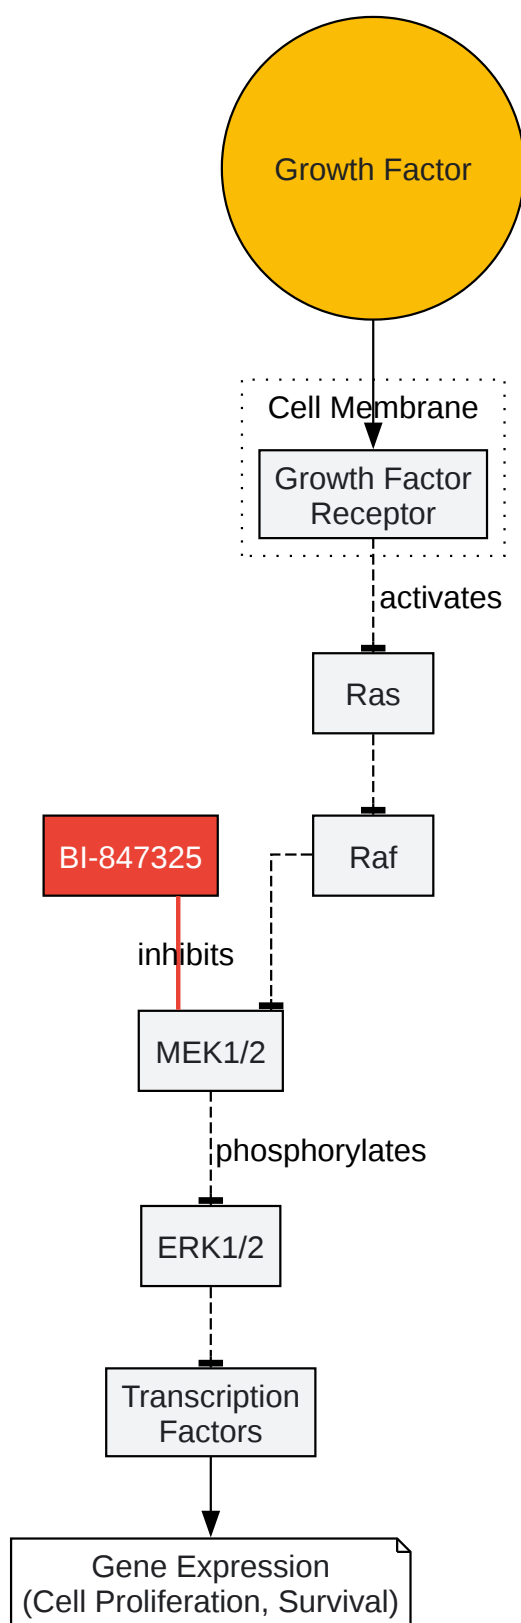 Growth Factor
Cell Membrane
Growth Factor
Receptor
activates
Ras
BI-847325
Raf
inhibits
MEK1/2
phosphorylates
ERK1/2
Transcription
Factors
Gene Expression
(Cell Proliferation, Survival)